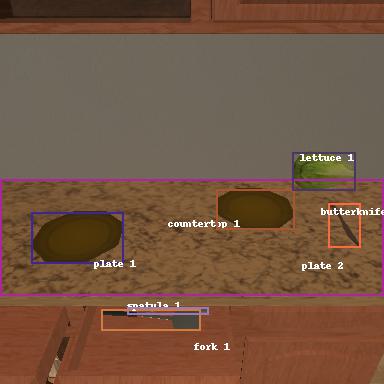 lettuce 1
butterknife
countertop 1
plate 1
plate 2
spatula 1
fork 1